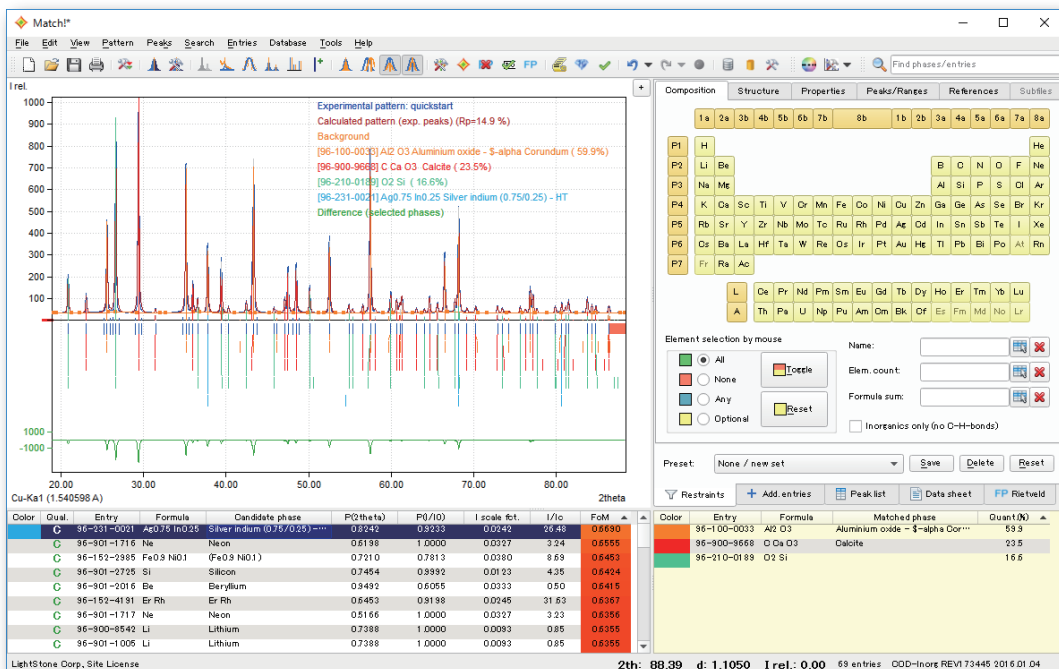 Match!*
File Edit View Pattern Peaks Search Entries Database Tools Help
FP Find phases/entries
I rel.
1000
900
800
700
600
500
400
300
200
100
1000
-1000
Experimental pattern: quickstart
Calculated pattern (exp. peaks) (Rp=14.9 %)
Background
[96-100-0033] Al2 O3 Aluminium oxide - $-alpha Corundum ( 59.9%)
[96-900-9668] C Ca O3 Calcite ( 23.5%)
[96-210-0189] O2 Si ( 16.6%)
[96-231-0021] Ag0.75 In0.25 Silver indium (0.75/0.25) - HT
Difference (selected phases)
20.00 30.00 40.00 50.00 60.00 70.00 80.00
Cu-Ka1 (1.540598 A) 2theta
+
Composition Structure Properties Peaks/Ranges References Subfiles
1a 2a 3b 4b 5b 6b 7b 8b 1b 2b 3a 4a 5a 6a 7a 8a
P1 H He
P2 Li Be B C N O F Ne
P3 Na Mg Al Si P S Cl Ar
P4 K Ca Sc Ti V Cr Mn Fe Co Ni Cu Zn Ga Ge As Se Br Kr
P5 Rb Sr Y Zr Nb Mo Tc Ru Rh Pd Ag Cd In Sn Sb Te I Xe
P6 Cs Ba La Hf Ta W Re Os Ir Pt Au Hg Tl Pb Bi Po At Rn
P7 Fr Ra Ac
L Ce Pr Nd Pm Sm Eu Gd Tb Dy Ho Er Tm Yb Lu
A Th Pa U Np Pu Am Cm Bk Cf Es Fm Md No Lr
Element selection by mouse
All
None
Any
Optional
Toggle
Reset
Name:
Elem. count:
Formula sum:
Inorganics only (no C-H-bonds)
Preset: None / new set Save Delete Reset
Restraints + Add. entries Peak list Data sheet FP Rietveld
Color Qual. Entry Formula Candidate phase P(2theta) P(I/I0) I scale fct. I/Ic FoM
C 96-231-0021 Ag0.75 In0.25 Silver indium (0.75/0.25) -··· 0.8242 0.9233 0.0242 26.48 0.6690
C 96-901-1716 Ne Neon 0.6198 1.0000 0.0327 3.24 0.6555
C 96-152-2985 Fe0.9 Ni0.1 (Fe0.9 Ni0.1) 0.7210 0.7813 0.0380 8.69 0.6453
C 96-901-2725 Si Silicon 0.7454 0.9992 0.0123 4.35 0.6424
C 96-901-2016 Be Beryllium 0.9492 0.6055 0.0333 0.50 0.6415
C 96-152-4191 Er Rh Er Rh 0.6453 0.9198 0.0245 31.63 0.6367
C 96-901-1717 Ne Neon 0.5166 1.0000 0.0327 3.23 0.6356
C 96-900-8542 Li Lithium 0.7388 1.0000 0.0093 0.85 0.6355
C 96-901-1005 Li Lithium 0.7388 1.0000 0.0093 0.85 0.6355
Color Entry Formula Matched phase Quant.(%)
96-100-0033 Al2 O3 Aluminium oxide - $-alpha Cor··· 59.9
96-900-9668 C Ca O3 Calcite 23.5
96-210-0189 O2 Si 16.6
LightStone Corp., Site License 2th: 88.39 d: 1.1050 I rel.: 0.00 69 entries COD-Inorg REV173445 2016.01.04